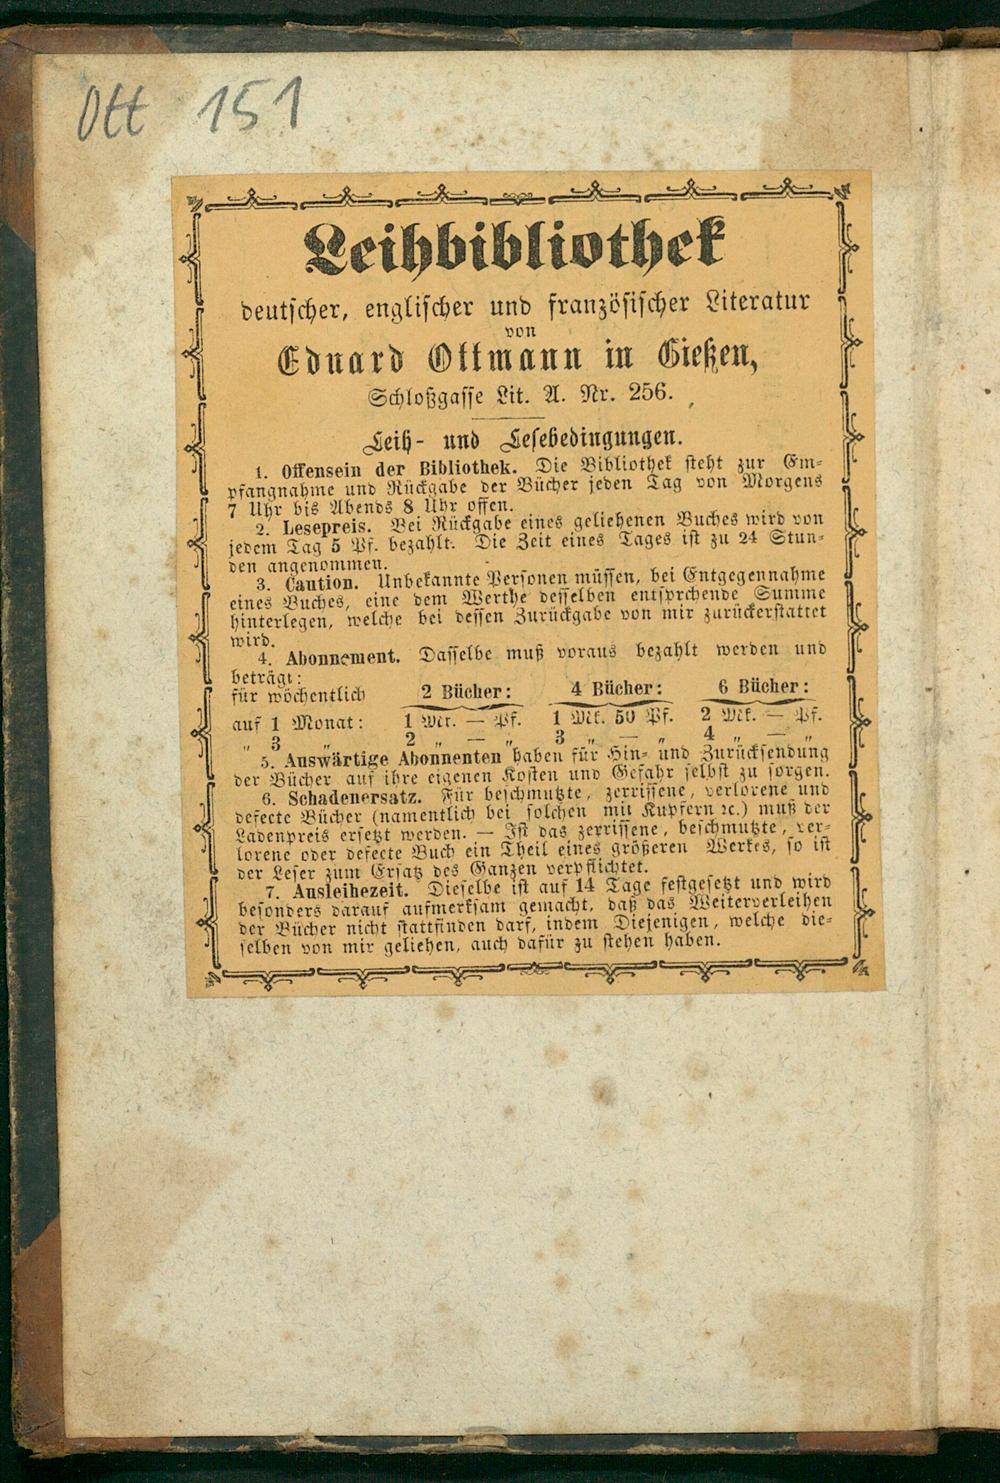 Ott 151
Leihbibliothek
deutscher, englischer und französischer Literatur
von
Eduard Ottmann in Gießen,
Schloßgasse Lit. A. Nr. 256.
Leih- und Lesebedingungen.
1. Offensein der Bibliothek. Die Bibliothek steht zur Em-
pfangnahme und Rückgabe der Bücher jeden Tag von Morgens
7 Uhr bis Abends 8 Uhr offen.
2. Lesepreis. Bei Rückgabe eines geliehenen Buches wird von
jedem Tag 5 Pf. bezahlt. Die Zeit eines Tages ist zu 24 Stun-
den angenommen.
3. Caution. Unbekannte Personen müssen, bei Entgegennahme
eines Buches, eine dem Werthe desselben entsprchende Summe
hinterlegen, welche bei dessen Zurückgabe von mir zurückerstattet
wird.
4. Abonnement. Dasselbe muß voraus bezahlt werden und
beträgt:
für wöchentlich 2 Bücher: 4 Bücher: 6 Bücher:
auf 1 Monat: 1 Mk. — Pf. 1 Mk. 50 Pf. 2 Mk. — Pf.
„ 3 „ 2 „ — „ 3 „ — „ 4 „ — „
5. Auswärtige Abonnenten haben für Hin- und Zurücksendung
der Bücher auf ihre eigenen Kosten und Gefahr selbst zu sorgen.
6. Schadenersatz. Für beschmutzte, zerrissene, verlorene und
defecte Bücher (namentlich bei solchen mit Kupfern ꝛc.) muß der
Ladenpreis ersetzt werden. — Ist das zerrissene, beschmutzte, ver-
lorene oder defecte Buch ein Theil eines größeren Werkes, so ist
der Leser zum Ersatz des Ganzen verpflichtet.
7. Ausleihezeit. Dieselbe ist auf 14 Tage festgesetzt und wird
besonders darauf aufmerksam gemacht, daß das Weiterverleihen
der Bücher nicht stattfinden darf, indem Diejenigen, welche die-
selben von mir geliehen, auch dafür zu stehen haben.